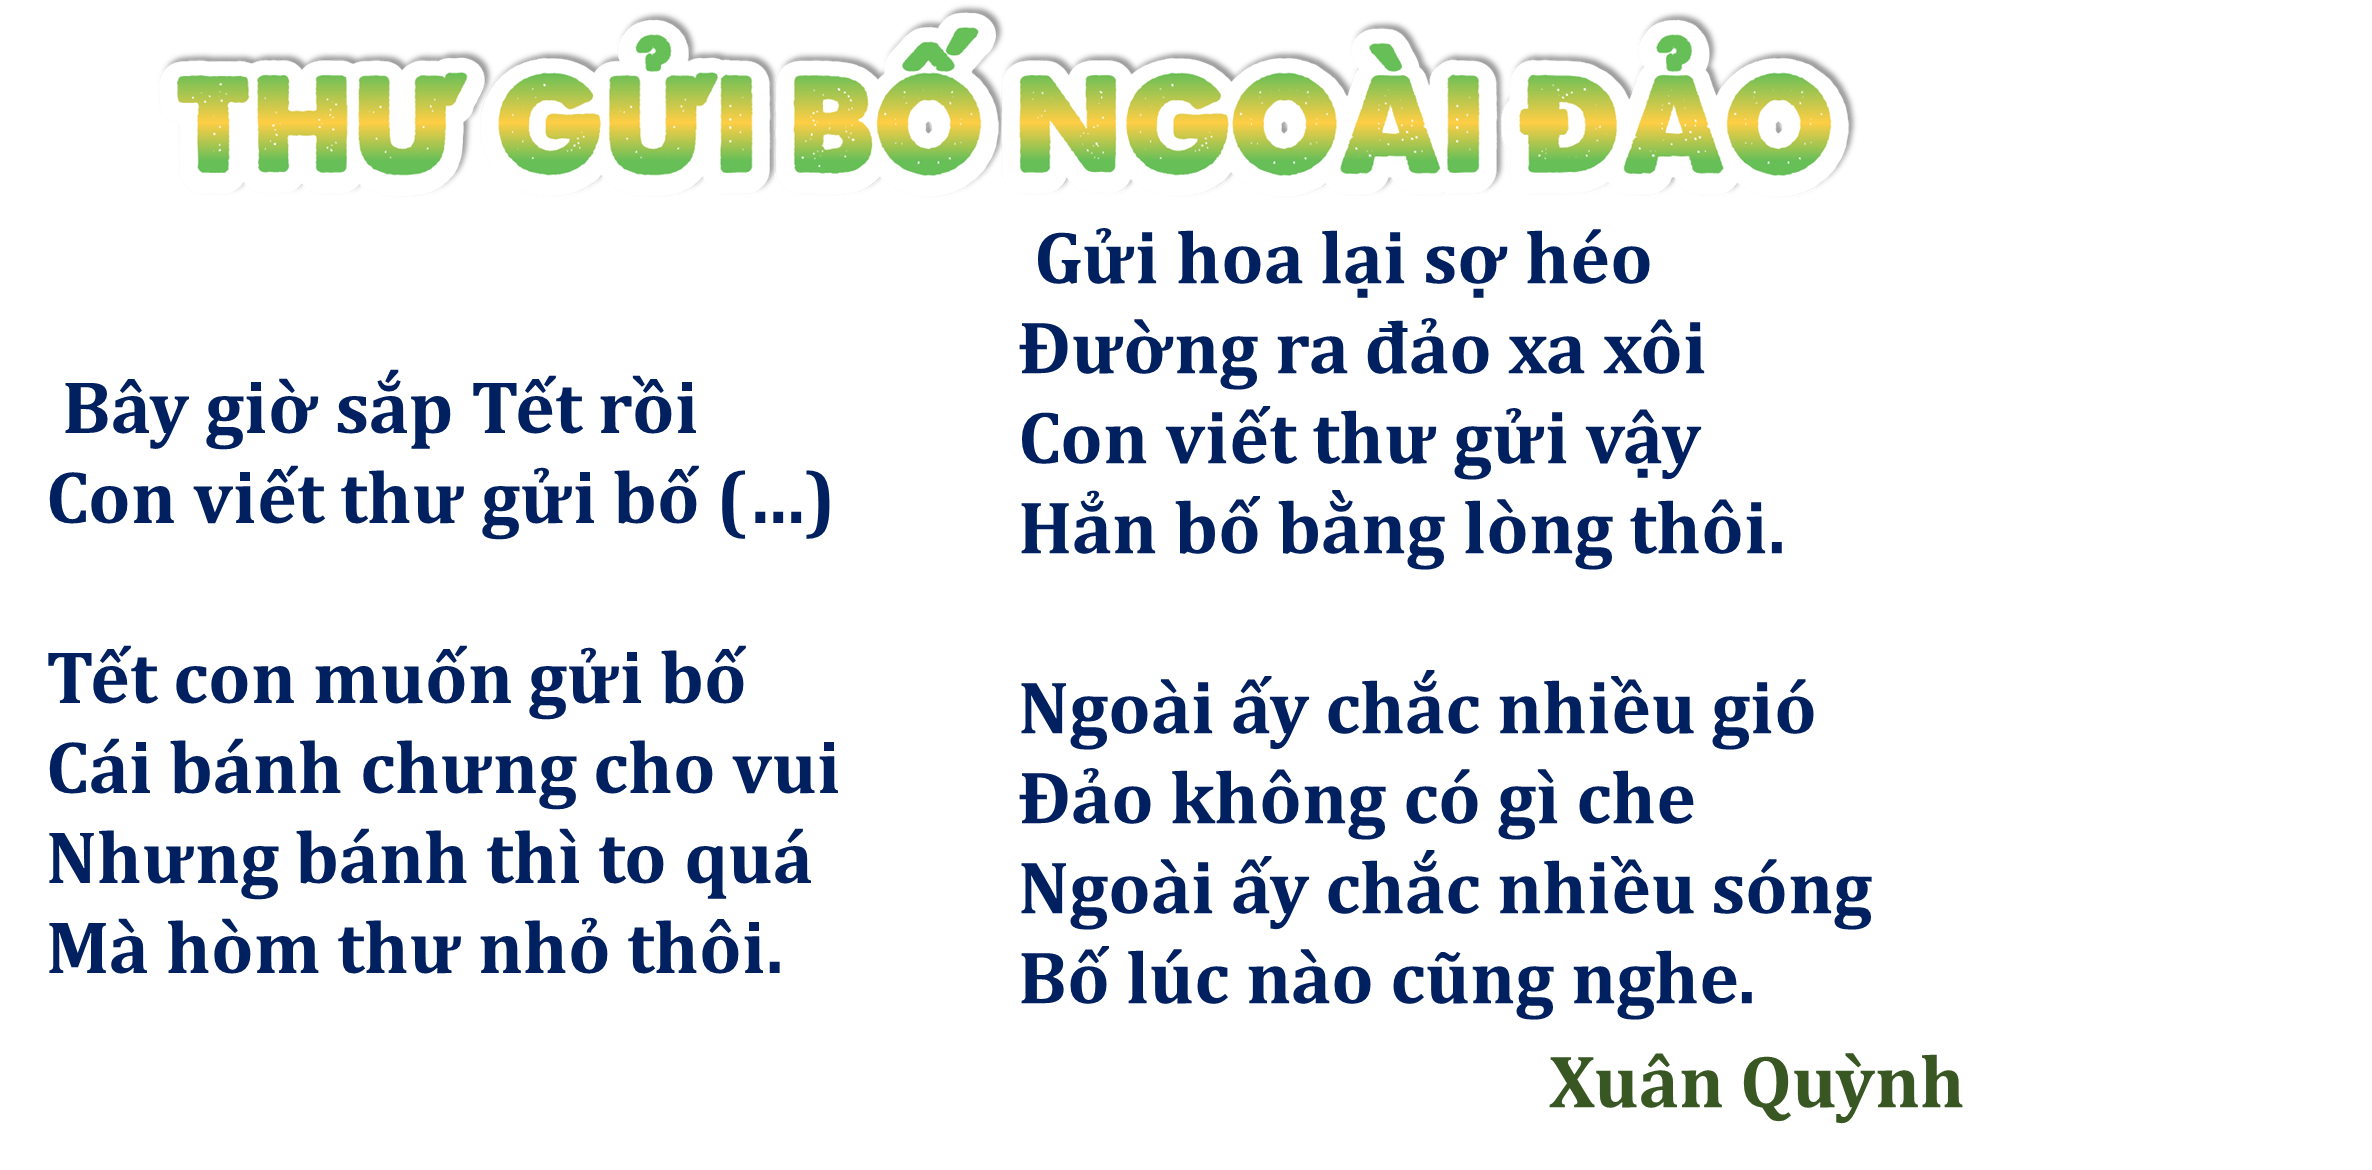 THƯ GỬI BỐ NGOÀI ĐẢO
Bây giờ sắp Tết rồi
Con viết thư gửi bố (...)
Tết con muốn gửi bố
Cái bánh chưng cho vui
Nhưng bánh thì to quá
Mà hòm thư nhỏ thôi.
Gửi hoa lại sợ héo
Đường ra đảo xa xôi
Con viết thư gửi vậy
Hẳn bố bằng lòng thôi.
Ngoài ấy chắc nhiều gió
Đảo không có gì che
Ngoài ấy chắc nhiều sóng
Bố lúc nào cũng nghe.
Xuân Quỳnh